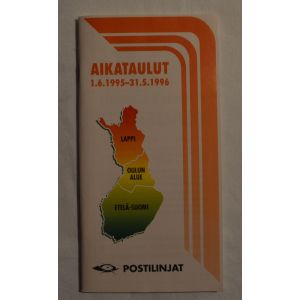 AIKATAULUT
1.6.1995–31.5.1996
LAPPI
OULUN
ALUE
ETELÄ-SUOMI
POSTILINJAT